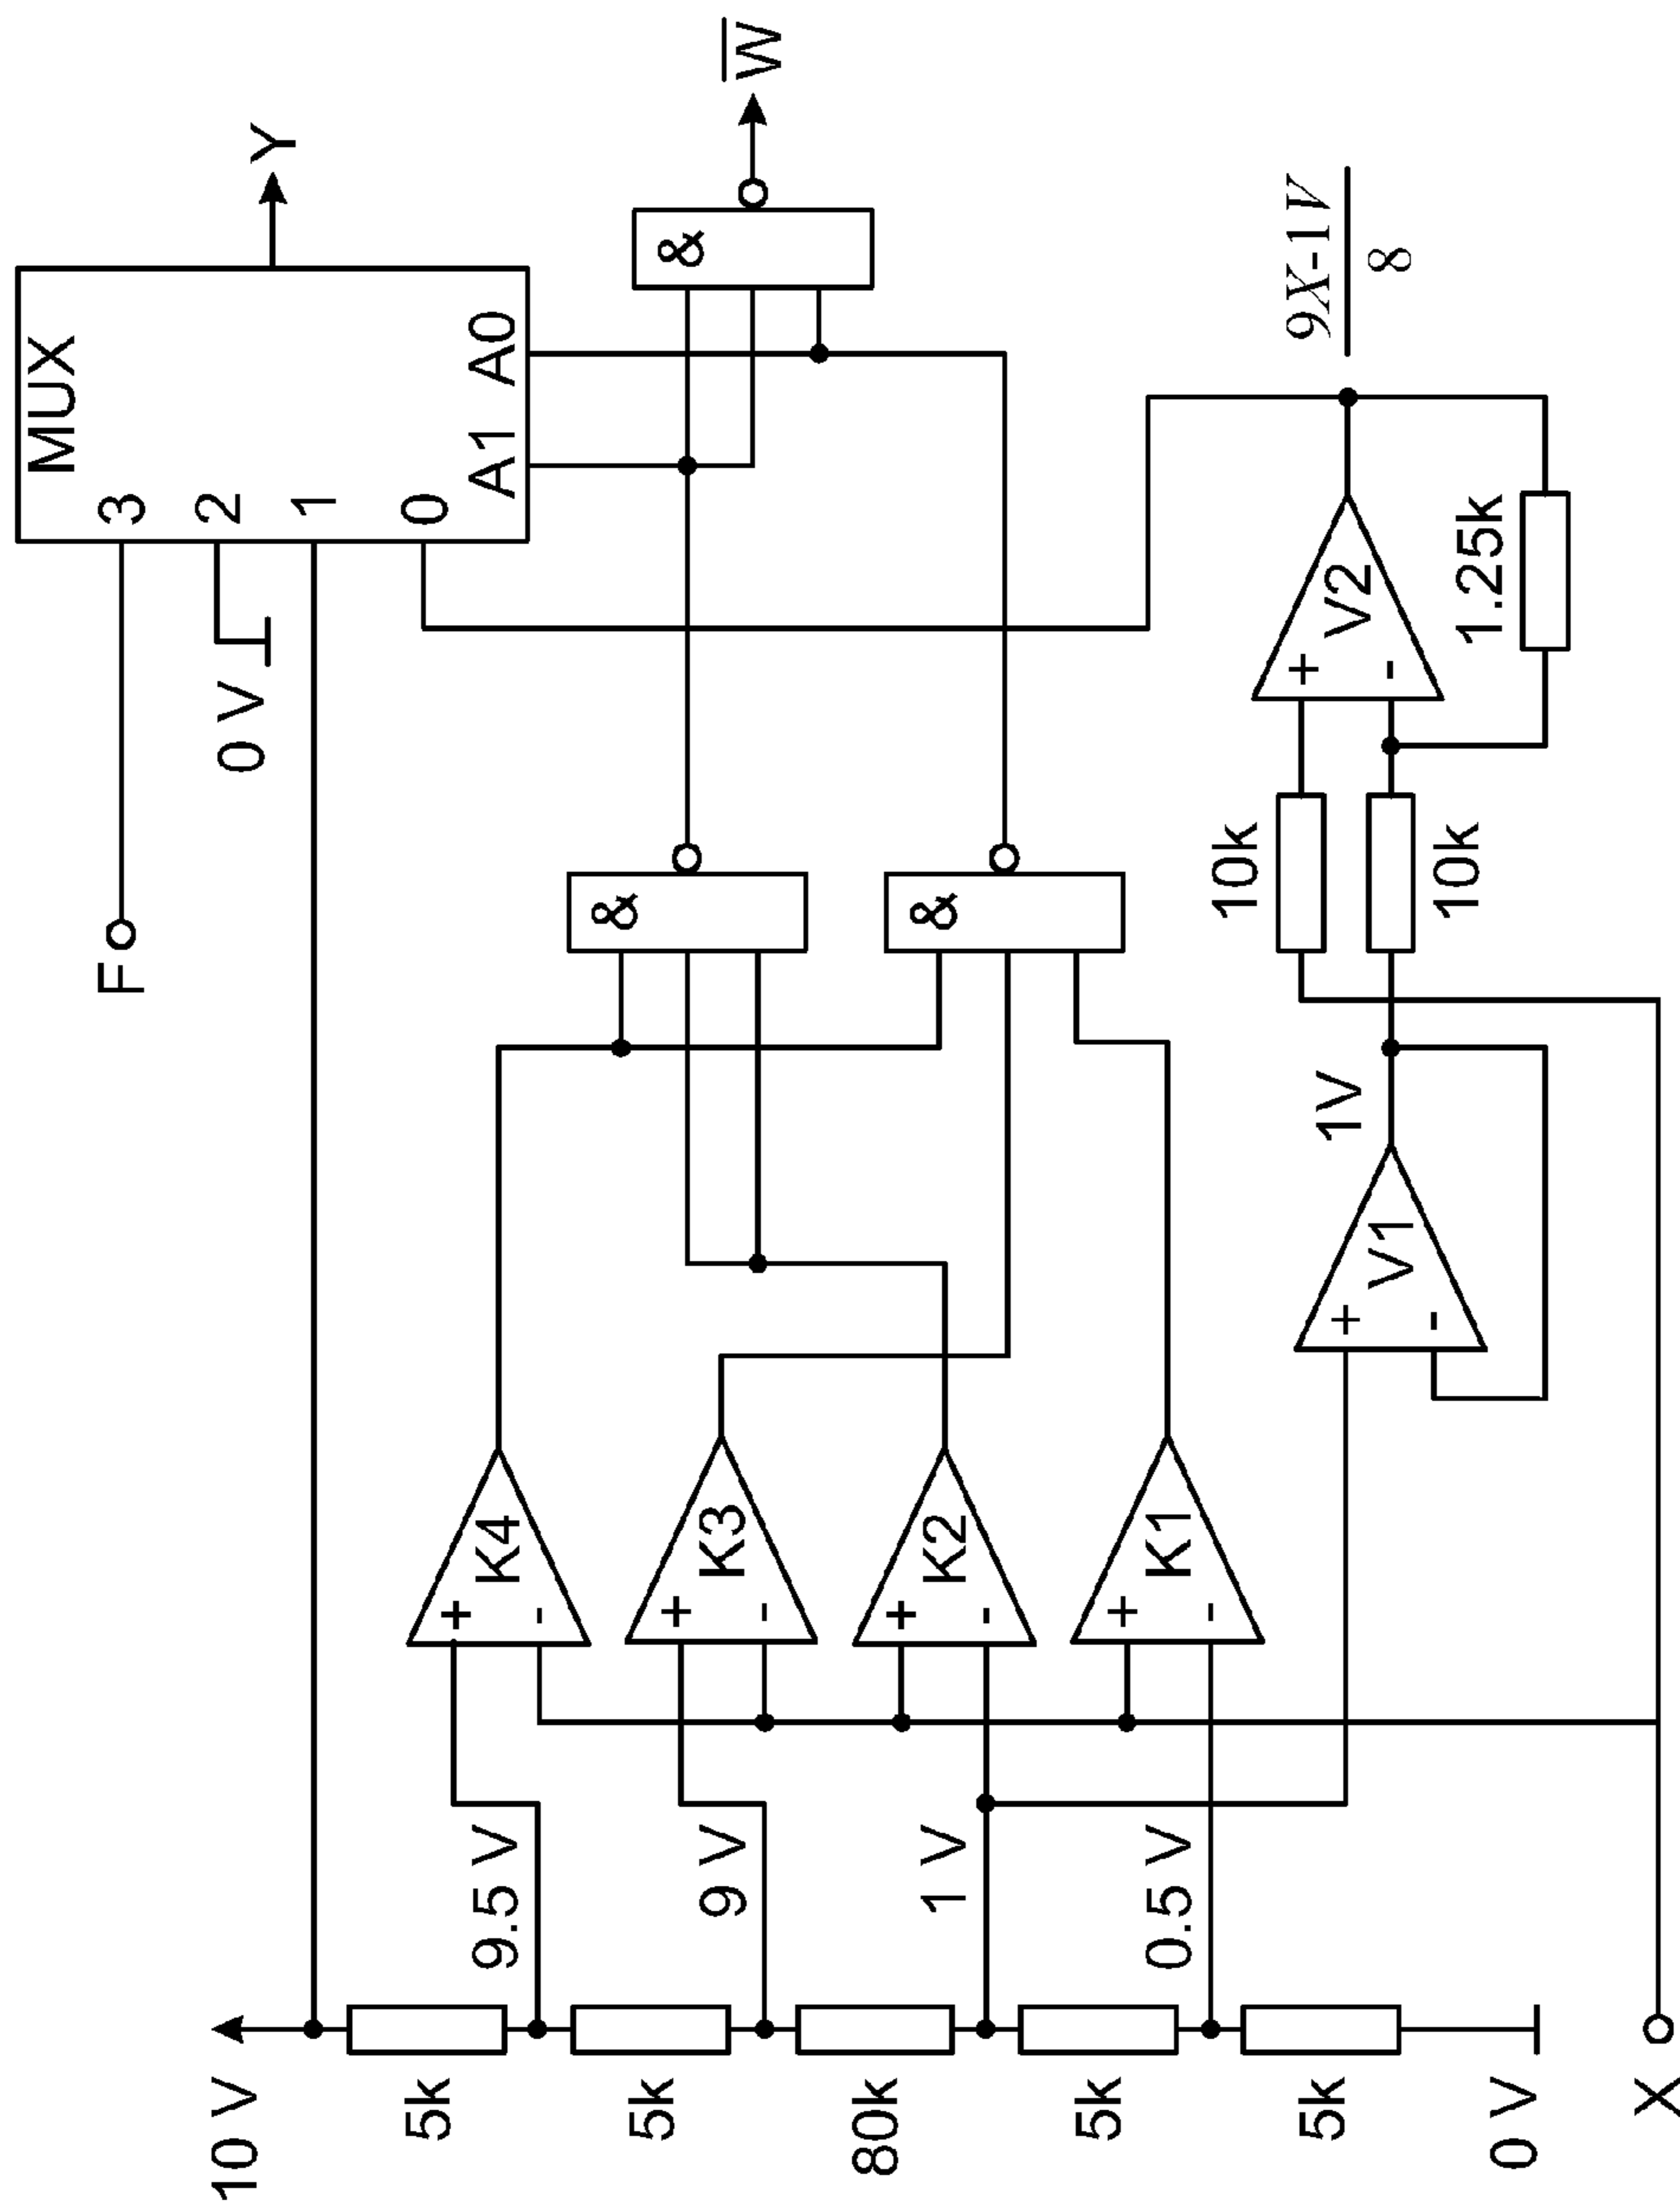 10 V
5k
5k
80k
5k
5k
0 V
X
9.5 V
9 V
1 V
0.5 V
+
-
K4
+
-
K3
+
-
K2
+
-
K1
+
-
V1
1V
F
0 V
&
&
10k
10k
+
-
V2
1.25k
MUX
3
2
1
0
A1 A0
&
Y
W
9X-1V
8